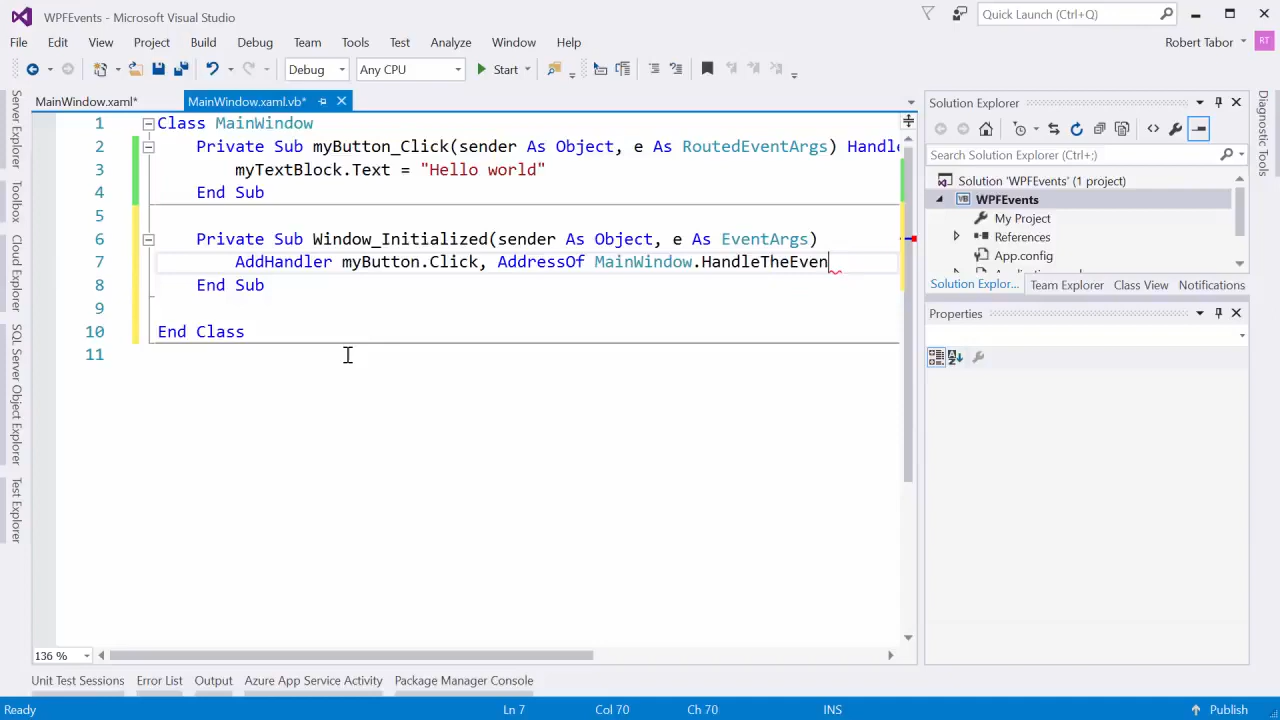 WPFEvents - Microsoft Visual Studio
Quick Launch (Ctrl+Q)
File Edit View Project Build Debug Team Tools Test Analyze Window Help
Robert Tabor RT
Debug Any CPU Start
MainWindow.xaml* MainWindow.xaml.vb*
Server Explorer
Toolbox
Cloud Explorer
SQL Server Object Explorer
Test Explorer
1 Class MainWindow
2 Private Sub myButton_Click(sender As Object, e As RoutedEventArgs) Handle
3 myTextBlock.Text = "Hello world"
4 End Sub
5
6 Private Sub Window_Initialized(sender As Object, e As EventArgs)
7 AddHandler myButton.Click, AddressOf MainWindow.HandleTheEven
8 End Sub
9
10 End Class
11
136 %
Solution Explorer
Search Solution Explorer (Ctrl+;)
Solution 'WPFEvents' (1 project)
VB WPFEvents
My Project
References
App.config
Solution Explor... Team Explorer Class View Notifications
Properties
Diagnostic Tools
Unit Test Sessions Error List Output Azure App Service Activity Package Manager Console
Ready Ln 7 Col 70 Ch 70 INS Publish